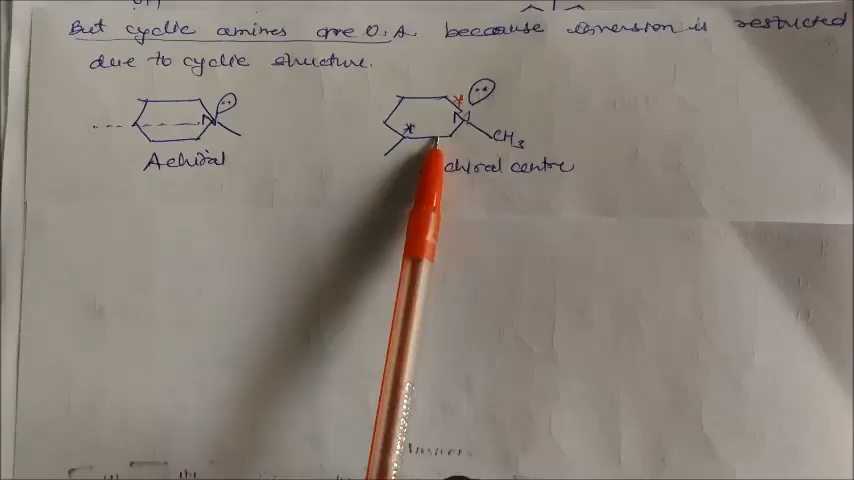 But cyclic amines are O.A. because inversion is restricted
due to cyclic structure.
N
N
CH3
Achiral
chiral centre